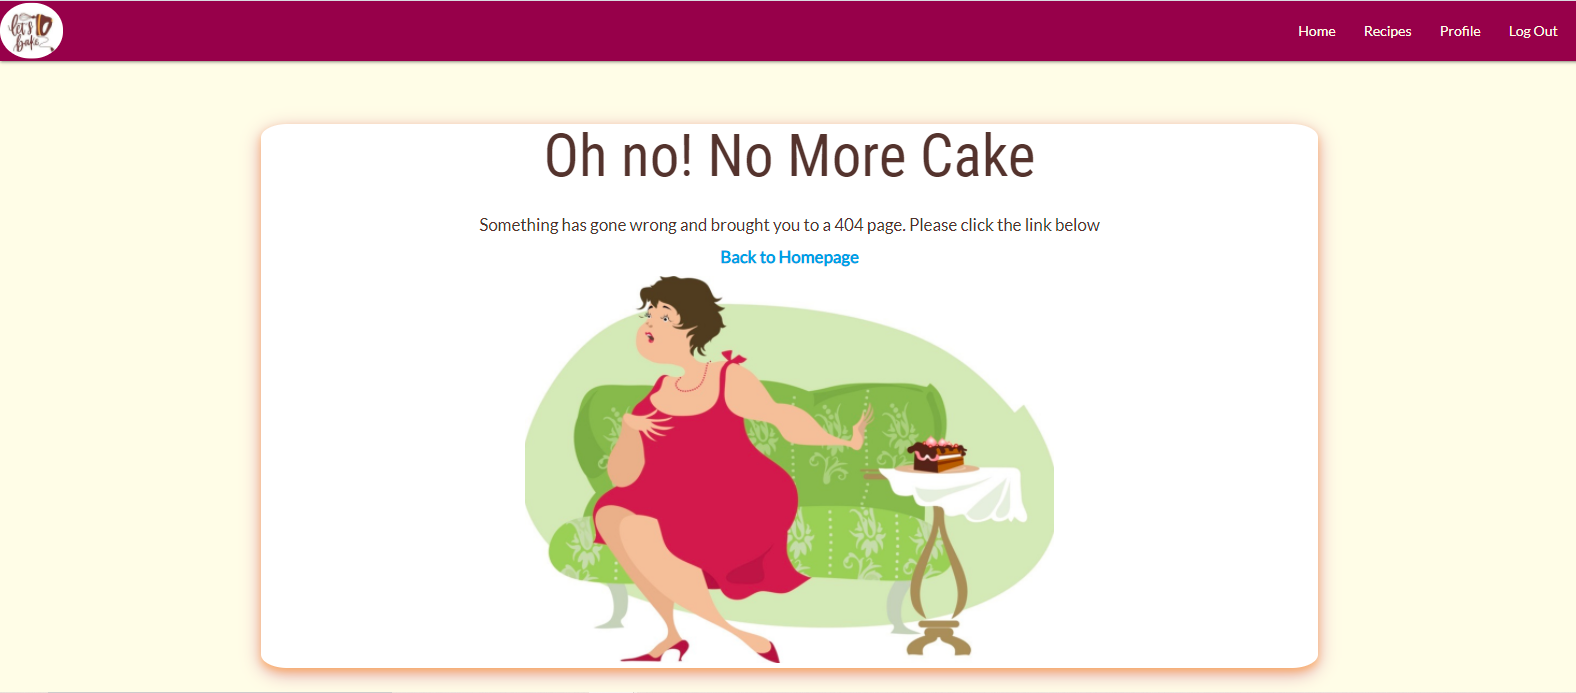 let's
bake
Home Recipes Profile Log Out
Oh no! No More Cake
Something has gone wrong and brought you to a 404 page. Please click the link below
Back to Homepage